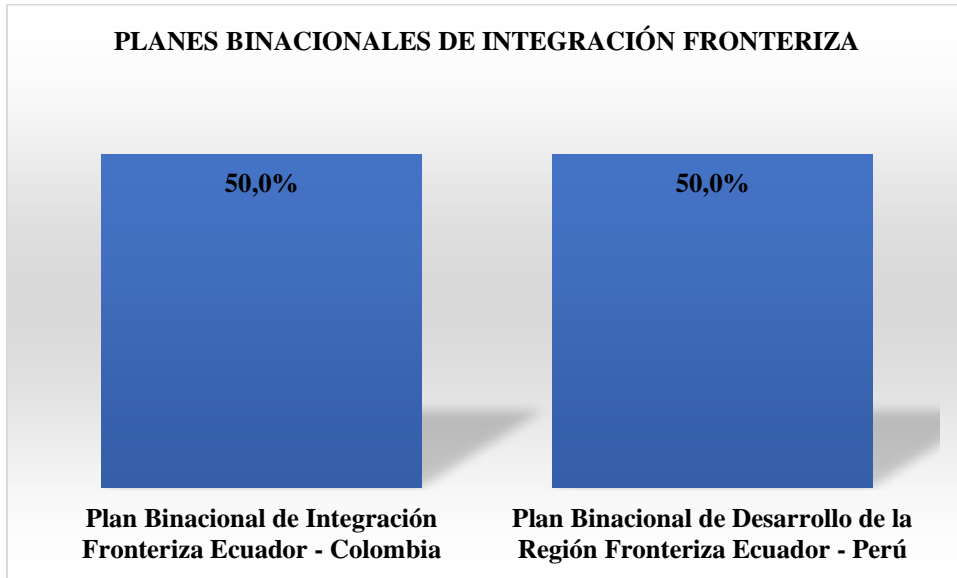 PLANES BINACIONALES DE INTEGRACIÓN FRONTERIZA
50,0%
50,0%
Plan Binacional de Integración
Fronteriza Ecuador - Colombia
Plan Binacional de Desarrollo de la
Región Fronteriza Ecuador - Perú